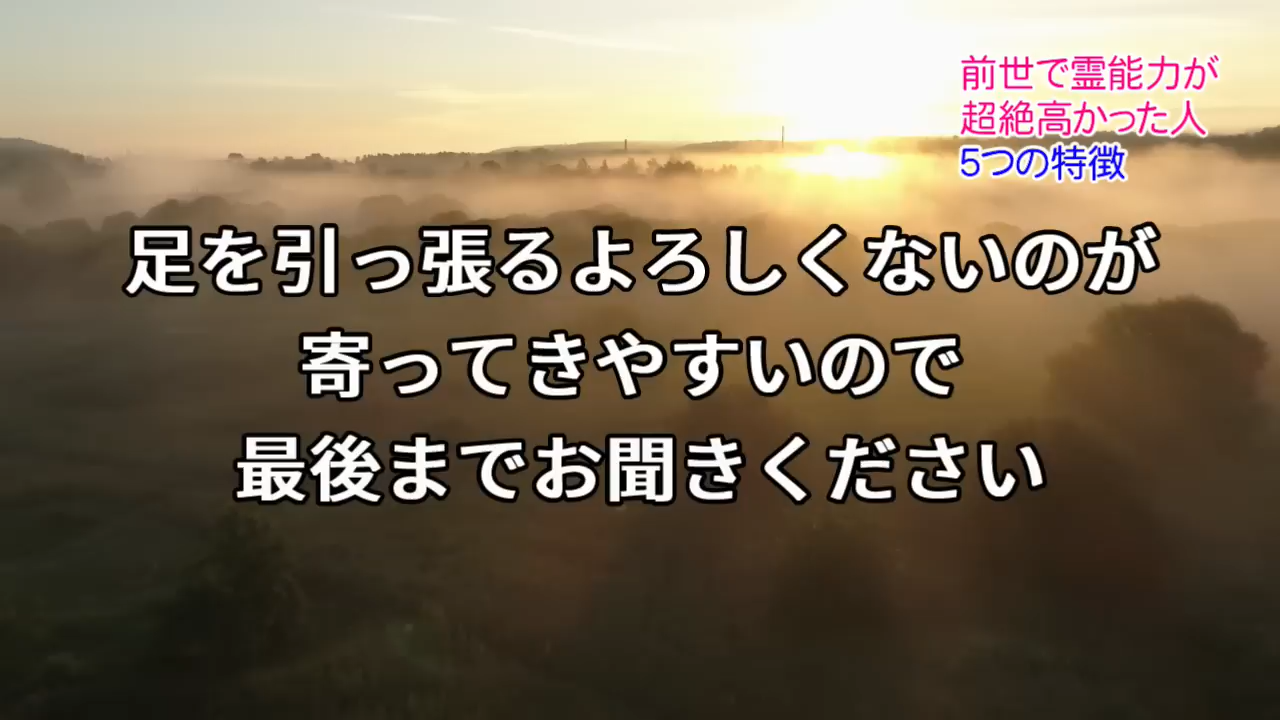 前世で霊能力が
超絶高かった人
5つの特徴
足を引っ張るよろしくないのが
寄ってきやすいので
最後までお聞きください